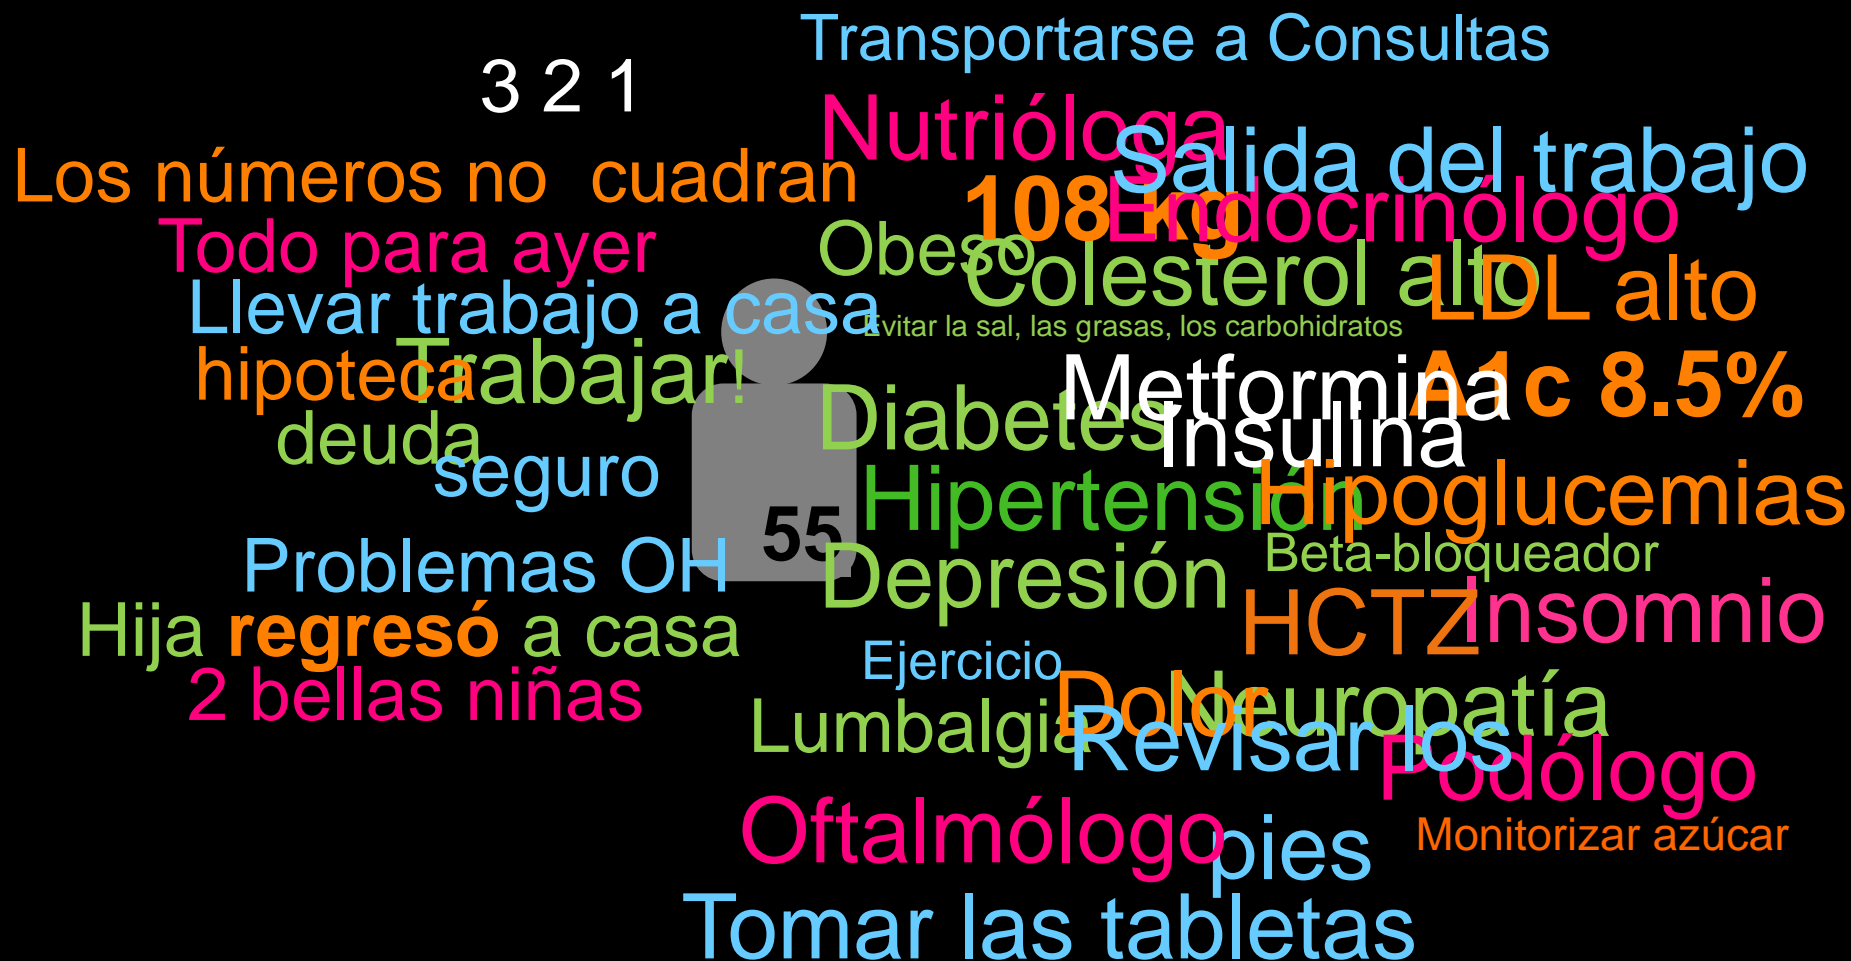 Transportarse a Consultas
3 2 1
Nutrióloga
Salida del trabajo
Los números no cuadran
108 kg
Endocrinólogo
Todo para ayer
Obeso
Colesterol alto
LDL alto
Llevar trabajo a casa
Evitar la sal, las grasas, los carbohidratos
hipoteca
Trabajar!
Metformina
A1c 8.5%
Diabetes
Insulina
deuda
seguro
Hipertensión
Hipoglucemias
55
Beta-bloqueador
Problemas OH
Depresión
HCTZ
Insomnio
Hija regresó a casa
Ejercicio
2 bellas niñas
Dolor
Neuropatía
Lumbalgia
Revisar los
pies
Podólogo
Oftalmólogo
Monitorizar azúcar
Tomar las tabletas